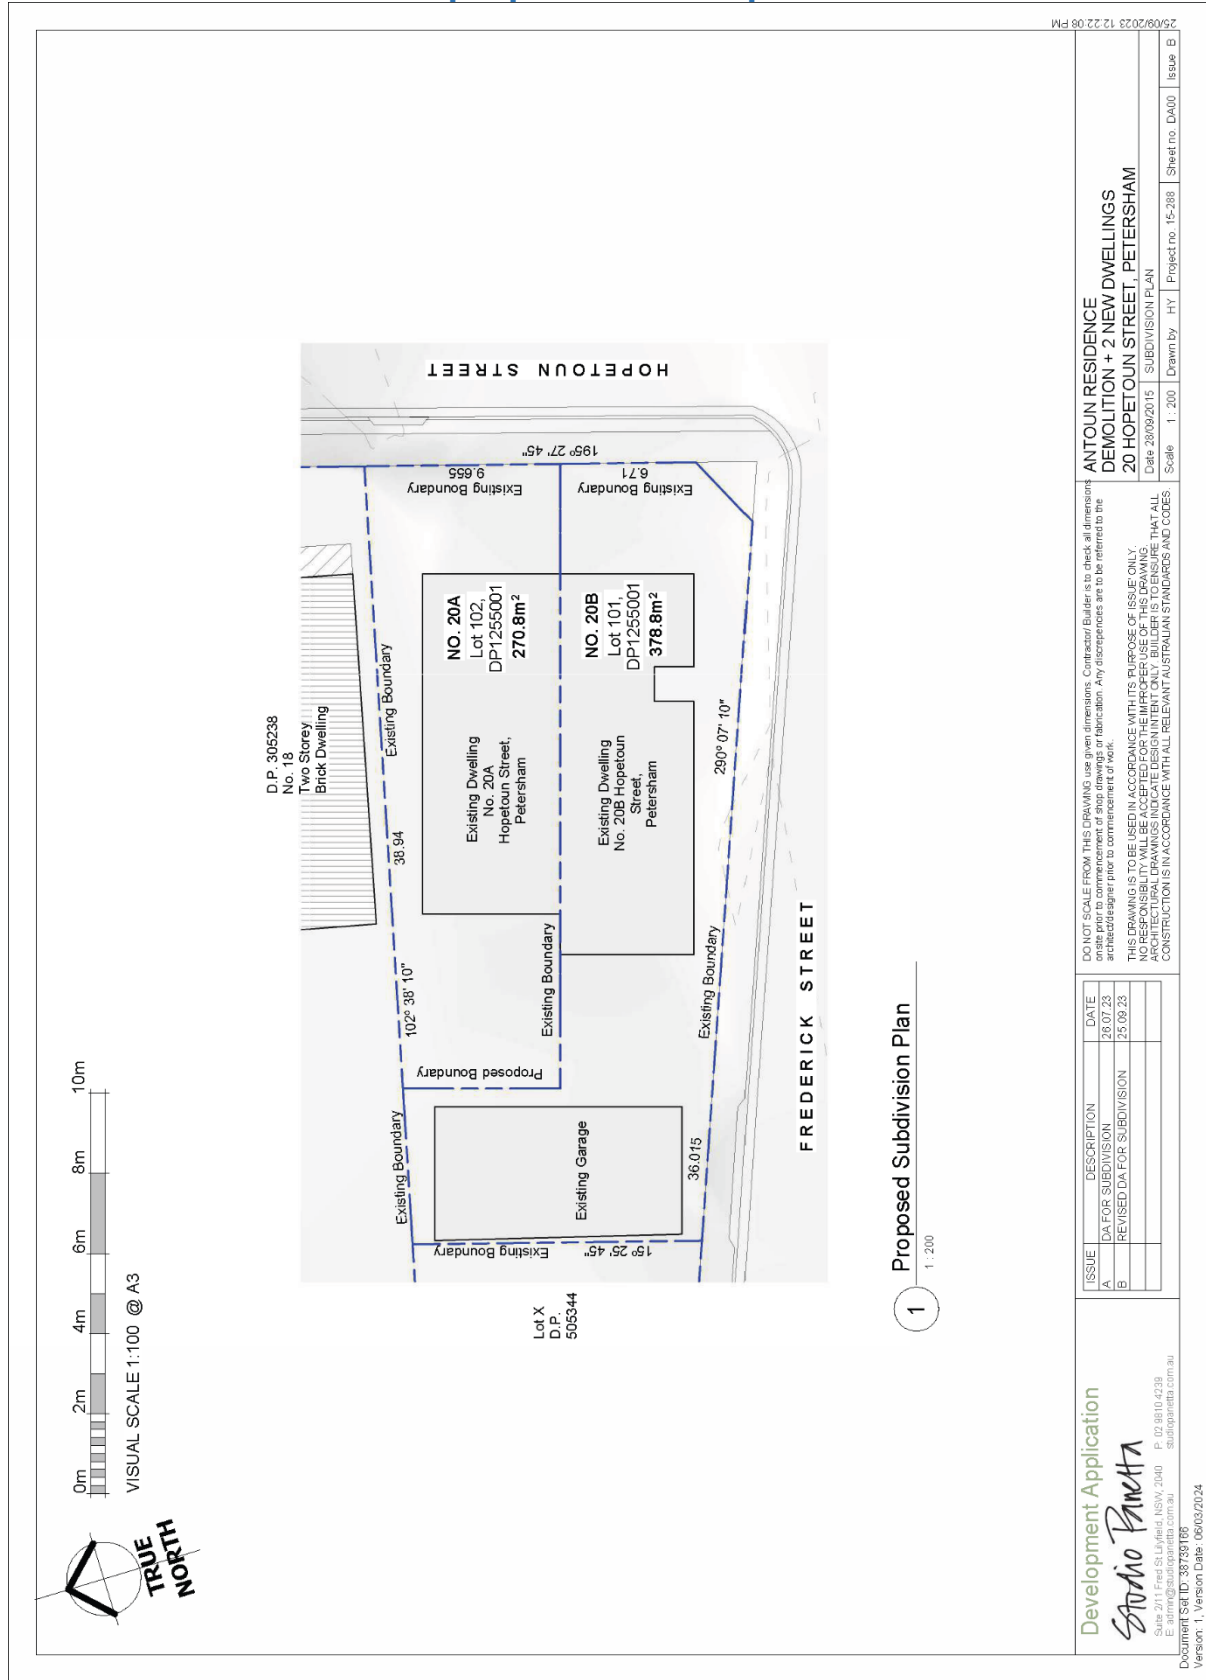 0m 2m 4m 6m 8m 10m
VISUAL SCALE 1:100 @ A3
TRUE
NORTH
D.P. 305238
No. 18
Two Storey
Brick Dwelling
Lot X
D.P.
505344
Existing Boundary
102° 38' 10"
38.94
Existing Boundary
Existing Boundary
15° 25' 45"
Proposed Boundary
Existing Boundary
Existing Garage
36.015
Existing Boundary
290° 07' 10"
Existing Dwelling
No. 20A
Hopetoun Street,
Petersham
NO. 20A
Lot 102,
DP1255001
270.8m²
Existing Dwelling
No. 20B Hopetoun
Street,
Petersham
NO. 20B
Lot 101,
DP1255001
378.8m²
Existing Boundary
9.655
Existing Boundary
6.71
195° 27' 45"
HOPETOUN STREET
FREDERICK STREET
1
Proposed Subdivision Plan
1 : 200
Development Application
Studio Panetta
Suite 2/11 Fred St Lilyfield, NSW, 2040 P: 02 9810 4239
E: admin@studiopanetta.com.au studiopanetta.com.au
ISSUE DESCRIPTION DATE
A DA FOR SUBDIVISION 26.07.23
B REVISED DA FOR SUBDIVISION 25.09.23
DO NOT SCALE FROM THIS DRAWING use given dimensions. Contractor/ Builder is to check all dimensions
onsite prior to commencement of shop drawings or fabrication. Any discrepencies are to be referred to the
architect/designer prior to commencement of work.
THIS DRAWING IS TO BE USED IN ACCORDANCE WITH ITS 'PURPOSE OF ISSUE' ONLY.
NO RESPONSIBILITY WILL BE ACCEPTED FOR THE IMPROPER USE OF THIS DRAWING.
ARCHITECTURAL DRAWINGS INDICATE DESIGN INTENT ONLY. BUILDER IS TO ENSURE THAT ALL
CONSTRUCTION IS IN ACCORDANCE WITH ALL RELEVANT AUSTRALIAN STANDARDS AND CODES.
ANTOUN RESIDENCE
DEMOLITION + 2 NEW DWELLINGS
20 HOPETOUN STREET, PETERSHAM
Date 28/09/2015 SUBDIVISION PLAN
Scale 1 : 200 Drawn by HY Project no. 15-288 Sheet no. DA00 Issue B
25/09/2023 12:22:08 PM
Document Set ID: 38739166
Version: 1, Version Date: 06/03/2024